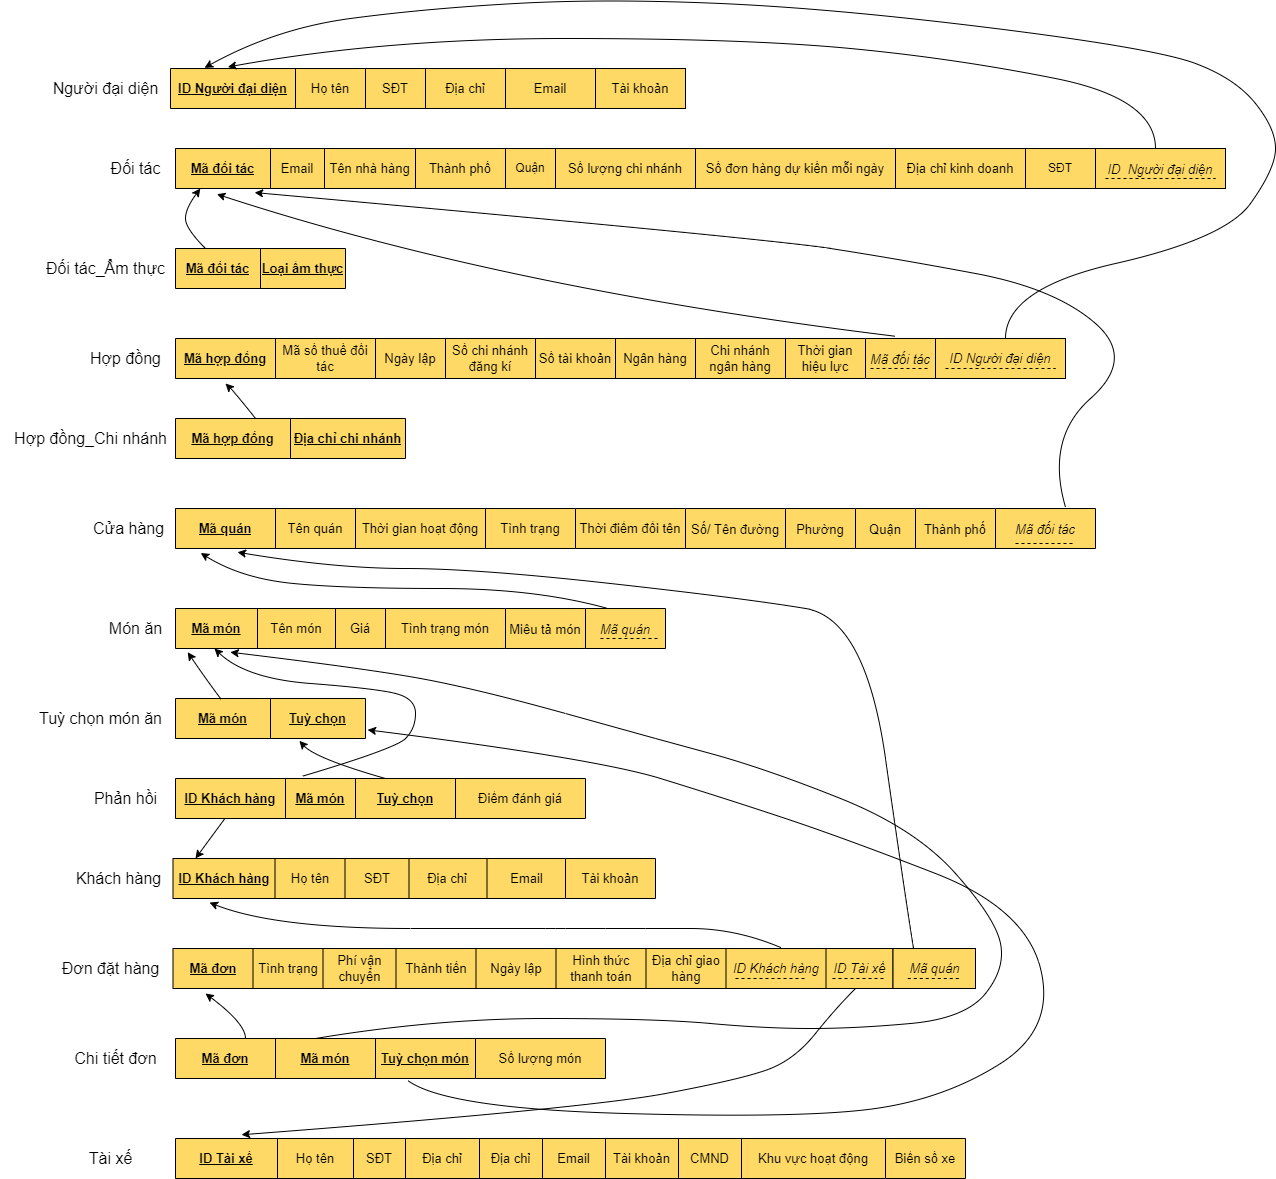 Người đại diện
ID Người đại diện Họ tên SĐT Địa chỉ Email Tài khoản
Đối tác
Mã đối tác Email Tên nhà hàng Thành phố Quận Số lượng chi nhánh Số đơn hàng dự kiến mỗi ngày Địa chỉ kinh doanh SĐT ID Người đại diện
Đối tác_Ẩm thực
Mã đối tác Loại ẩm thực
Hợp đồng
Mã hợp đồng Mã số thuế đối tác Ngày lập Số chi nhánh đăng kí Số tài khoản Ngân hàng Chi nhánh ngân hàng Thời gian hiệu lực Mã đối tác ID Người đại diện
Hợp đồng_Chi nhánh
Mã hợp đồng Địa chỉ chi nhánh
Cửa hàng
Mã quán Tên quán Thời gian hoạt động Tình trạng Thời điểm đổi tên Số/ Tên đường Phường Quận Thành phố Mã đối tác
Món ăn
Mã món Tên món Giá Tình trạng món Miêu tả món Mã quán
Tuỳ chọn món ăn
Mã món Tuỳ chọn
Phản hồi
ID Khách hàng Mã món Tuỳ chọn Điểm đánh giá
Khách hàng
ID Khách hàng Họ tên SĐT Địa chỉ Email Tài khoản
Đơn đặt hàng
Mã đơn Tình trạng Phí vận chuyển Thành tiền Ngày lập Hình thức thanh toán Địa chỉ giao hàng ID Khách hàng ID Tài xế Mã quán
Chi tiết đơn
Mã đơn Mã món Tuỳ chọn món Số lượng món
Tài xế
ID Tài xế Họ tên SĐT Địa chỉ Địa chỉ Email Tài khoản CMND Khu vực hoạt động Biển số xe